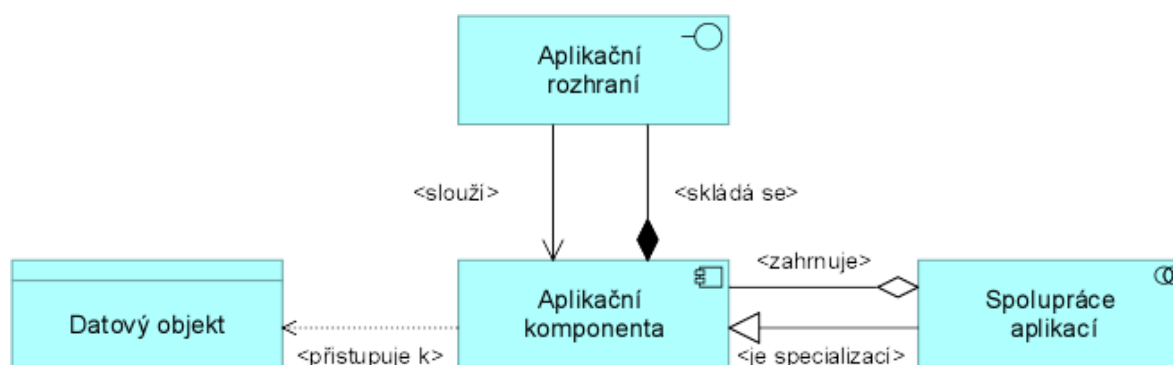 Aplikační
rozhraní
<slouží>
<skládá se>
<zahrnuje>
Datový objekt
Aplikační
komponenta
Spolupráce
aplikací
<přistupuje k>
<je specializací>